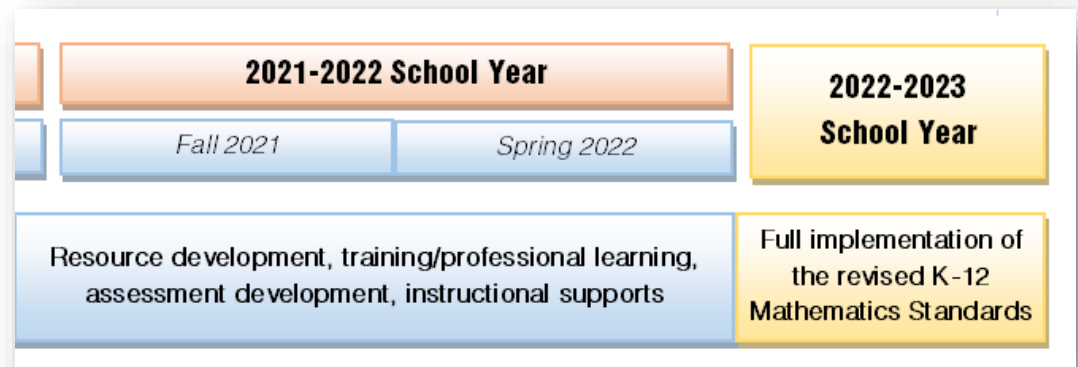 2021-2022 School Year
2022-2023
School Year
Fall 2021
Spring 2022
Resource development, training/professional learning,
assessment development, instructional supports
Full implementation of
the revised K-12
Mathematics Standards